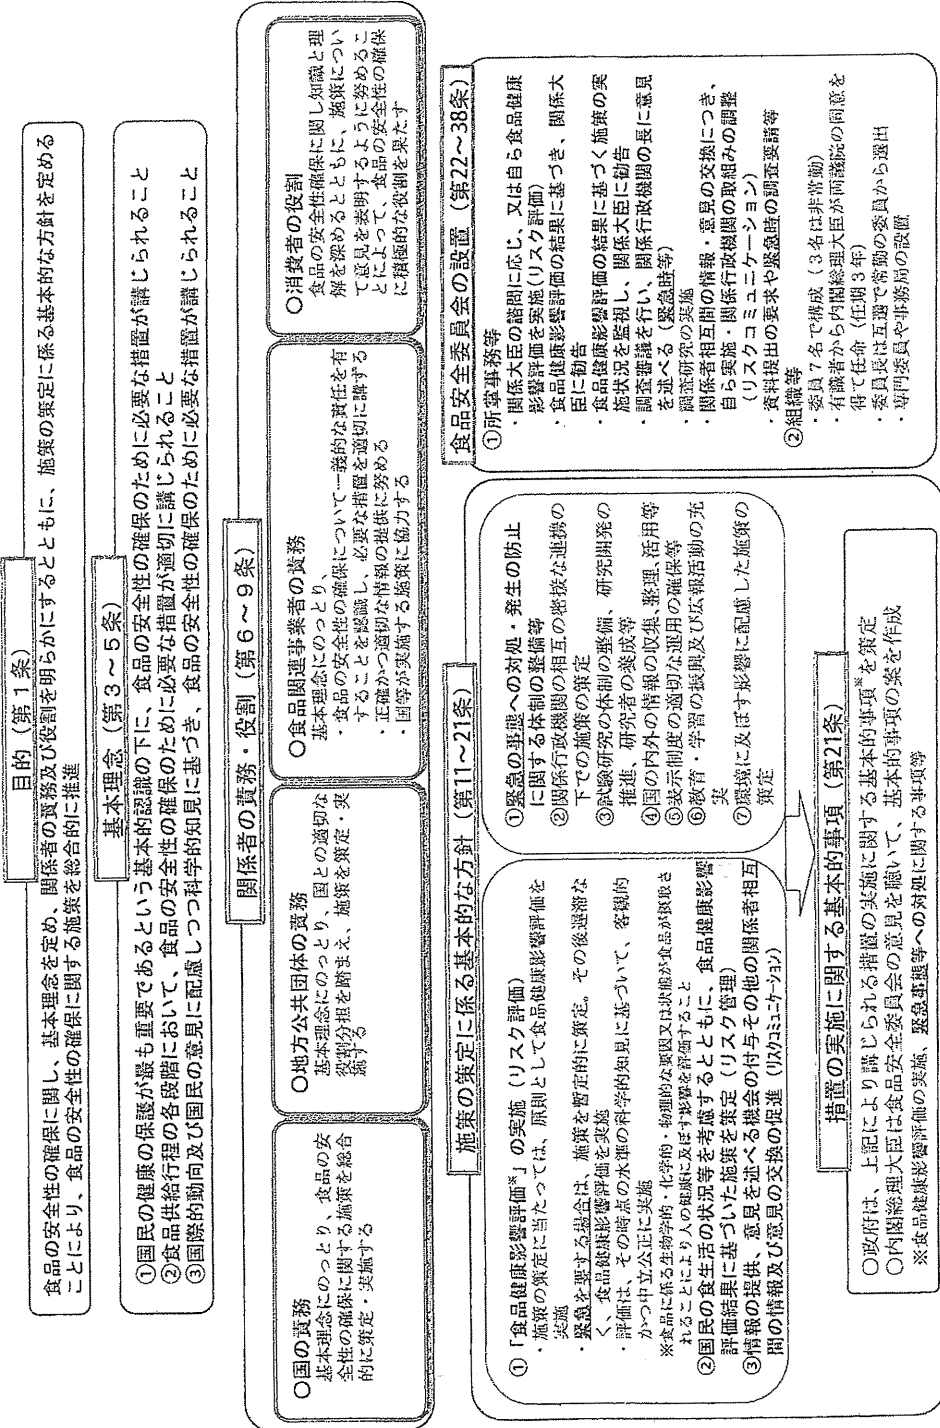 目的（第１条）
食品の安全性の確保に関し、基本理念を定め、関係者の責務及び役割を明らかにするとともに、施策の策定に係る基本的な方針を定める
ことにより、食品の安全性の確保に関する施策を総合的に推進
基本理念（第３～５条）
①国民の健康の保護が最も重要であるという基本的認識の下に、食品の安全性の確保のために必要な措置が講じられること
②食品供給行程の各段階において、食品の安全性の確保のために必要な措置が適切に講じられること
③国際的動向及び国民の意見に配慮しつつ科学的知見に基づき、食品の安全性の確保のために必要な措置が講じられること
関係者の責務・役割（第６～９条）
○国の責務
基本理念にのっとり、食品の安
全性の確保に関する施策を総合
的に策定・実施する
○地方公共団体の責務
基本理念にのっとり、国との適切な
役割分担を踏まえ、施策を策定・実
施する
○食品関連事業者の責務
基本理念にのっとり、
・食品の安全性の確保について一義的な責任を有
することを認識し、必要な措置を適切に講ずる
・正確かつ適切な情報の提供に努める
・国等が実施する施策に協力する
○消費者の役割
食品の安全性確保に関し知識と理
解を深めるとともに、施策につい
て意見を表明するように努めるこ
とによって、食品の安全性の確保
に積極的な役割を果たす
施策の策定に係る基本的な方針（第11～21条）
①「食品健康影響評価※」の実施（リスク評価）
・施策の策定に当たっては、原則として食品健康影響評価を
実施
・緊急を要する場合は、施策を暫定的に策定。その後遅滞な
く、食品健康影響評価を実施
・評価は、その時点の水準の科学的知見に基づいて、客観的
かつ中立公正に実施
※食品に係る生物学的・化学的・物理的な要因又は状態が食品が摂取さ
れることにより人の健康に及ぼす影響を評価すること
②国民の食生活の状況等を考慮するとともに、食品健康影響
評価結果に基づいた施策を策定（リスク管理）
③情報の提供、意見を述べる機会の付与その他の関係者相互
間の情報及び意見の交換の促進（リスクコミュニケーション）
①緊急の事態への対処・発生の防止
に関する体制の整備等
②関係行政機関の相互の密接な連携の
下での施策の策定
③試験研究の体制の整備、研究開発の
推進、研究者の養成等
④国の内外の情報の収集、整理、活用等
⑤表示制度の適切な運用の確保等
⑥教育・学習の振興及び広報活動の充
実
⑦環境に及ぼす影響に配慮した施策の
策定
措置の実施に関する基本的事項（第21条）
○政府は、上記により講じられる措置の実施に関する基本的事項※を策定
○内閣総理大臣は食品安全委員会の意見を聴いて、基本的事項の案を作成
※食品健康影響評価の実施、緊急事態等への対処に関する事項等
食品安全委員会の設置（第22～38条）
①所掌事務等
・関係大臣の諮問に応じ、又は自ら食品健康
影響評価を実施（リスク評価）
・食品健康影響評価の結果に基づき、関係大
臣に勧告
・食品健康影響評価の結果に基づく施策の実
施状況を監視し、関係大臣に勧告
・調査審議を行い、関係行政機関の長に意見
を述べる（緊急時等）
・調査研究の実施
・関係者相互間の情報・意見の交換につき、
自ら実施・関係行政機関の取組みの調整
（リスクコミュニケーション）
・資料提出の要求や緊急時の調査要請等
②組織等
・委員７名で構成（３名は非常勤）
・有識者から内閣総理大臣が両議院の同意を
得て任命（任期３年）
・委員長は互選で常勤の委員から選出
・専門委員や事務局の設置